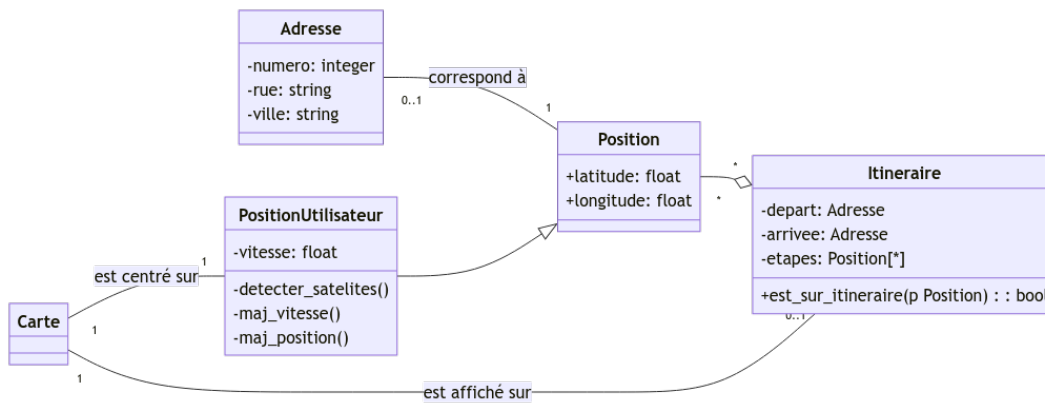 Adresse
-numero: integer
-rue: string
-ville: string
correspond à
0..1
1
Position
+latitude: float
+longitude: float
*
*
Itineraire
-depart: Adresse
-arrivee: Adresse
-etapes: Position[*]
+est_sur_itineraire(p Position) : : bool
0..1
PositionUtilisateur
-vitesse: float
-detecter_satelites()
-maj_vitesse()
-maj_position()
est centré sur
1
1
Carte
1
est affiché sur